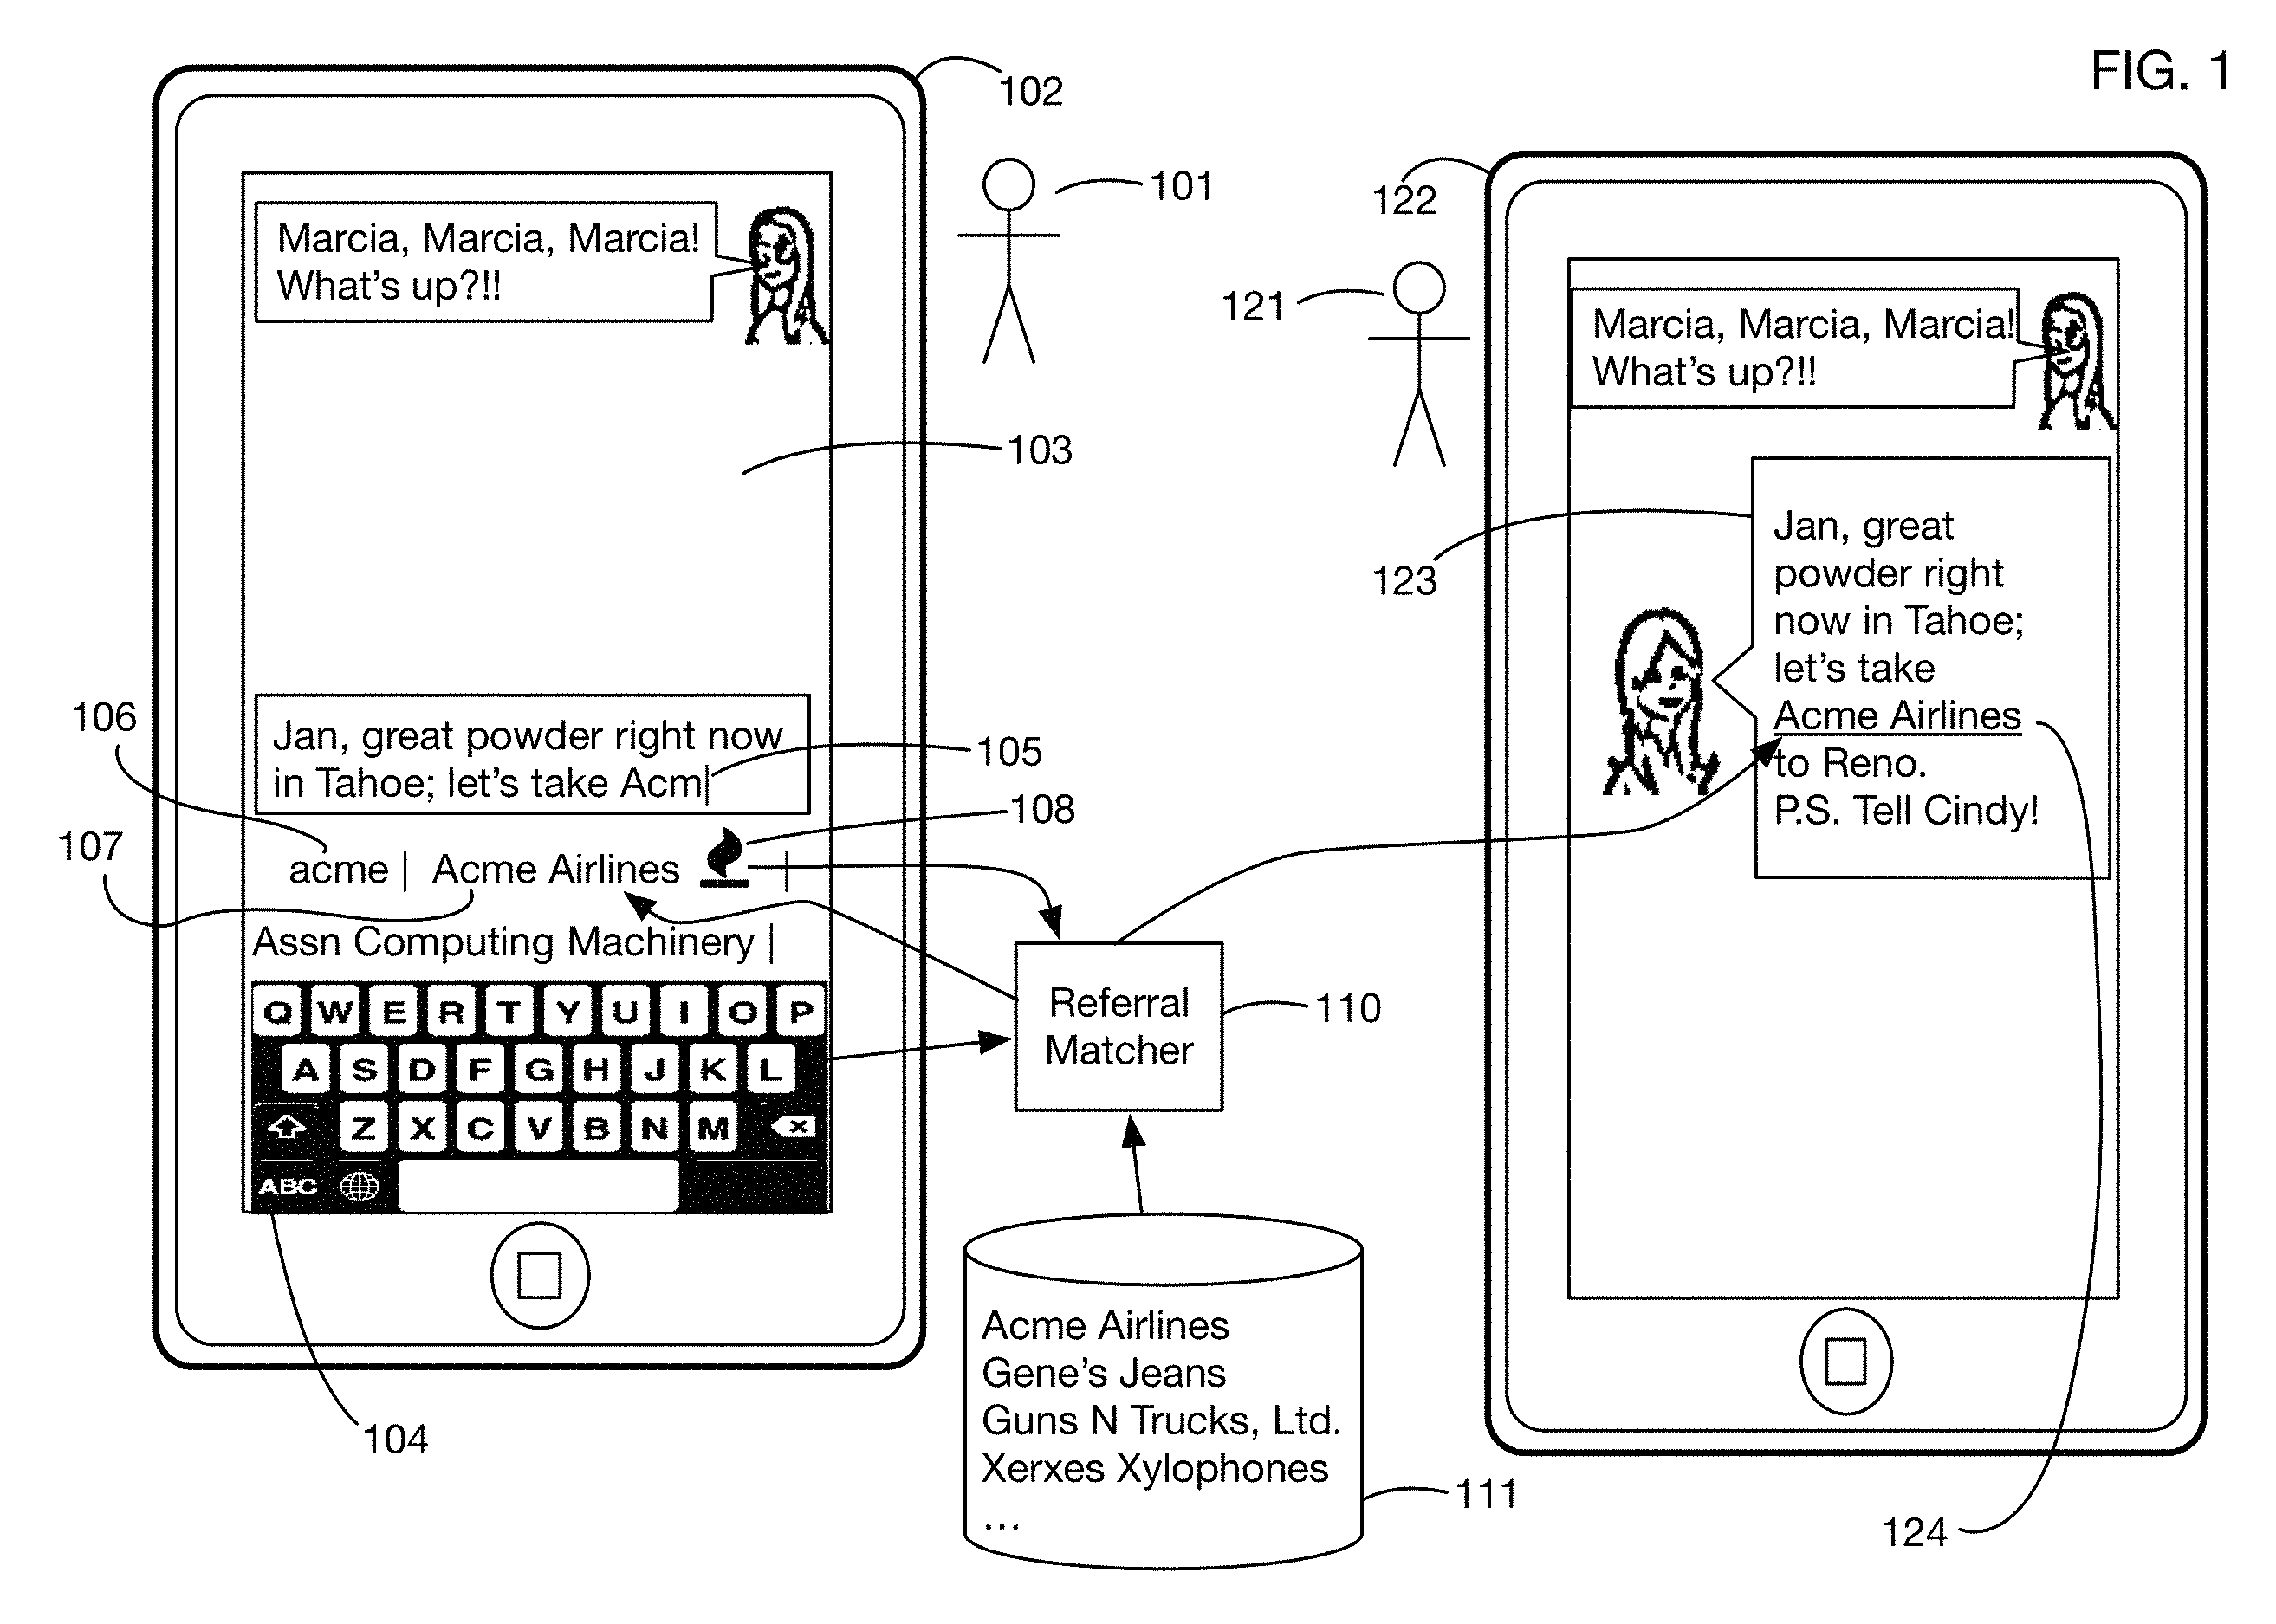 FIG. 1
102
101
Marcia, Marcia, Marcia!
What's up?!!
103
Jan, great powder right now
in Tahoe; let's take Acm|
105
106
108
107
acme | Acme Airlines |
Assn Computing Machinery |
Q W E R T Y U I O P
A S D F G H J K L
Z X C V B N M
ABC
104
Referral
Matcher
110
Acme Airlines
Gene's Jeans
Guns N Trucks, Ltd.
Xerxes Xylophones
...
111
122
121
Marcia, Marcia, Marcia!
What's up?!!
123
Jan, great
powder right
now in Tahoe;
let's take
Acme Airlines
to Reno.
P.S. Tell Cindy!
124